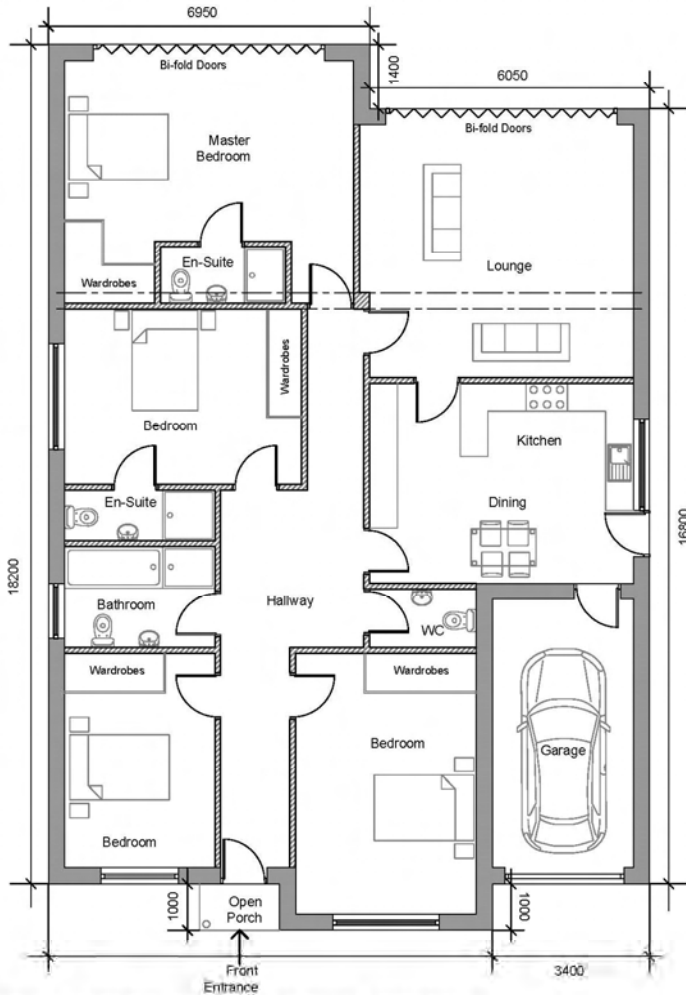 6950
Bi-fold Doors
1400
6050
Bi-fold Doors
Master
Bedroom
En-Suite
Wardrobes
Lounge
Wardrobes
Bedroom
Kitchen
En-Suite
Dining
18200
16800
Bathroom
Hallway
WC
Wardrobes
Wardrobes
Bedroom
Garage
Bedroom
1000
Open
Porch
1000
Front
Entrance
3400